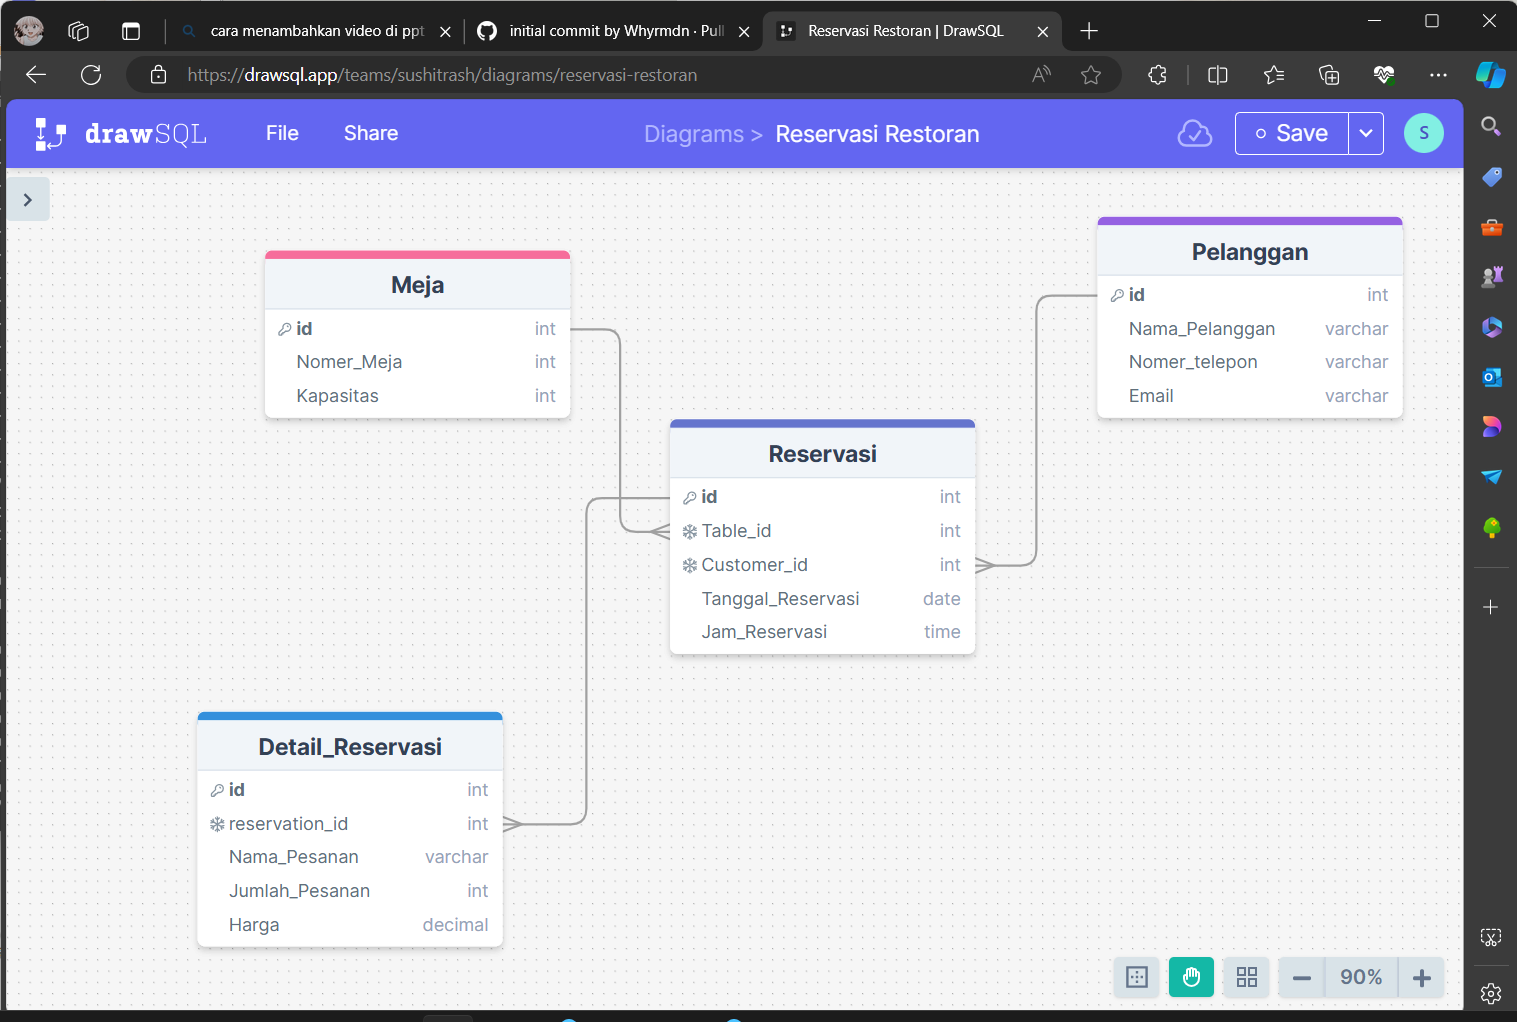 cara menambahkan video di ppt
initial commit by Whyrmdn · Pull
Reservasi Restoran | DrawSQL
https://drawsql.app/teams/sushitrash/diagrams/reservasi-restoran
drawSQL
File
Share
Diagrams > Reservasi Restoran
Save
S
Meja
id int
Nomer_Meja int
Kapasitas int
Pelanggan
id int
Nama_Pelanggan varchar
Nomer_telepon varchar
Email varchar
Reservasi
id int
Table_id int
Customer_id int
Tanggal_Reservasi date
Jam_Reservasi time
Detail_Reservasi
id int
reservation_id int
Nama_Pesanan varchar
Jumlah_Pesanan int
Harga decimal
90%